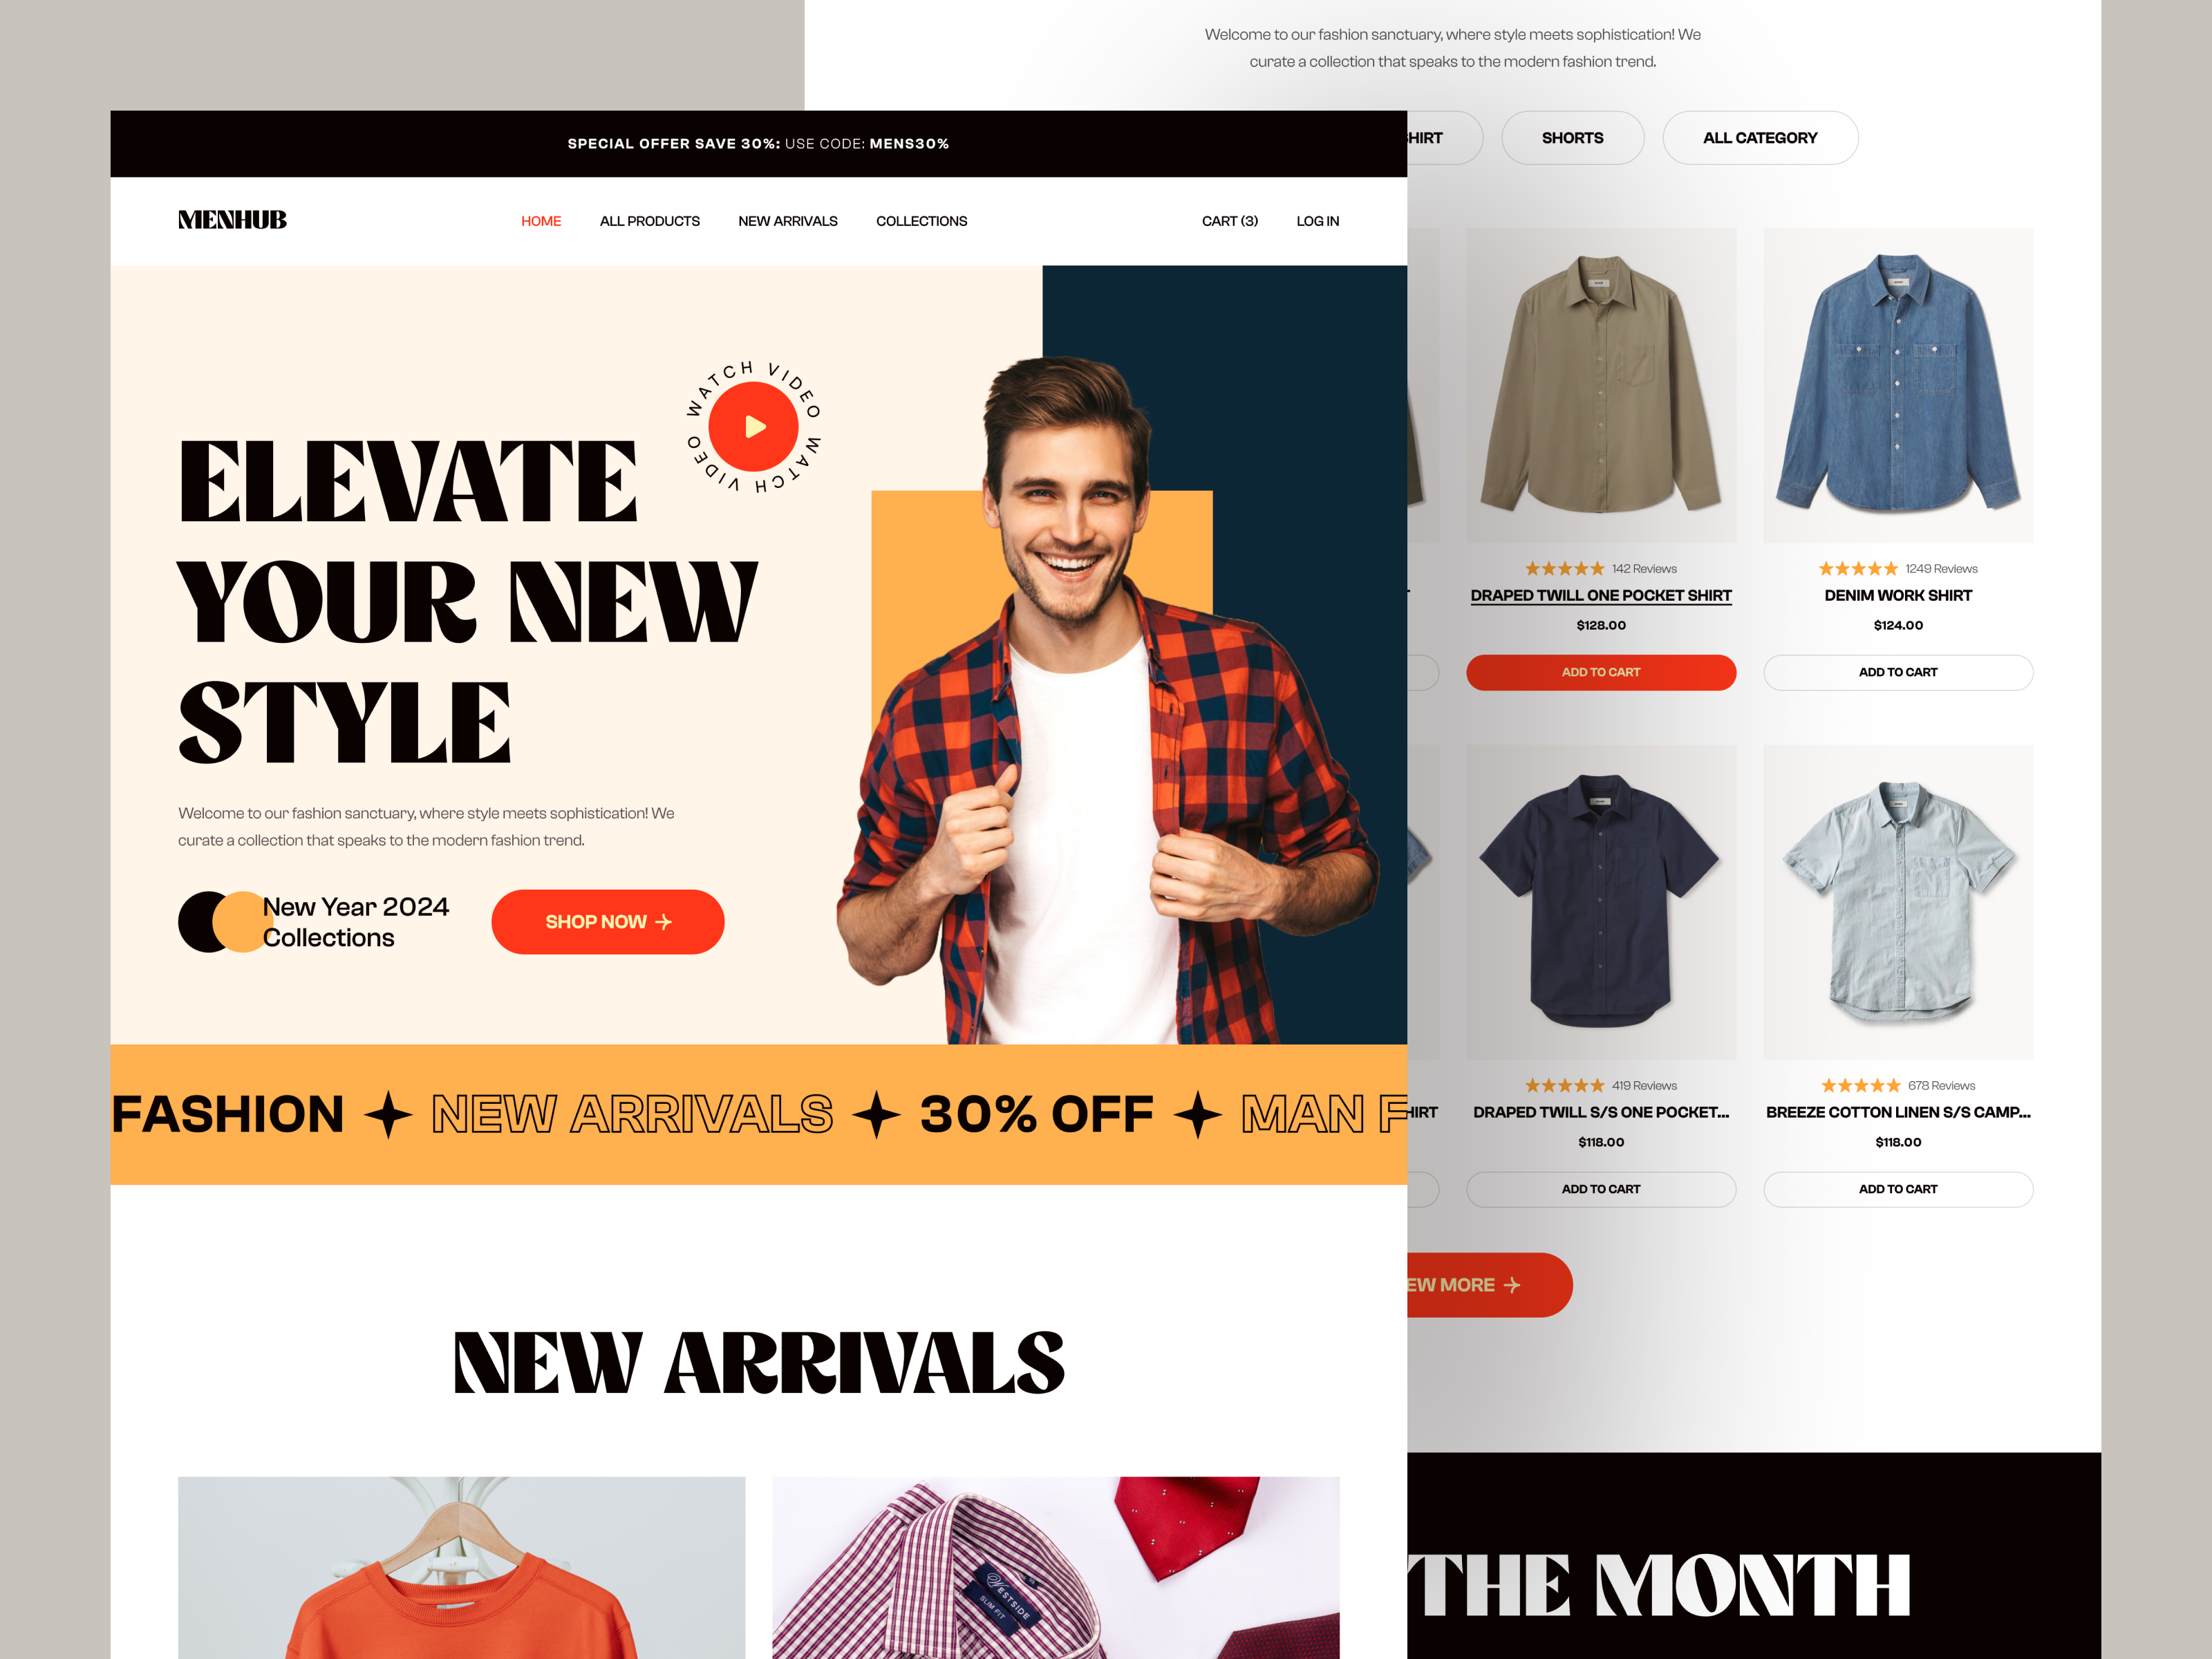 SPECIAL OFFER SAVE 30%: USE CODE: MENS30%
MENHUB
HOME
ALL PRODUCTS
NEW ARRIVALS
COLLECTIONS
CART (3)
LOG IN
WATCH VIDEO WATCH VIDEO
ELEVATE
YOUR NEW
STYLE
Welcome to our fashion sanctuary, where style meets sophistication! We
curate a collection that speaks to the modern fashion trend.
New Year 2024
Collections
SHOP NOW
FASHION
NEW ARRIVALS
30% OFF
MAN F
NEW ARRIVALS
WESTSIDE
SLIM FIT
Welcome to our fashion sanctuary, where style meets sophistication! We
curate a collection that speaks to the modern fashion trend.
HIRT
SHORTS
ALL CATEGORY
142 Reviews
DRAPED TWILL ONE POCKET SHIRT
$128.00
ADD TO CART
1249 Reviews
DENIM WORK SHIRT
$124.00
ADD TO CART
HIRT
419 Reviews
DRAPED TWILL S/S ONE POCKET...
$118.00
ADD TO CART
678 Reviews
BREEZE COTTON LINEN S/S CAMP...
$118.00
ADD TO CART
EW MORE
THE MONTH